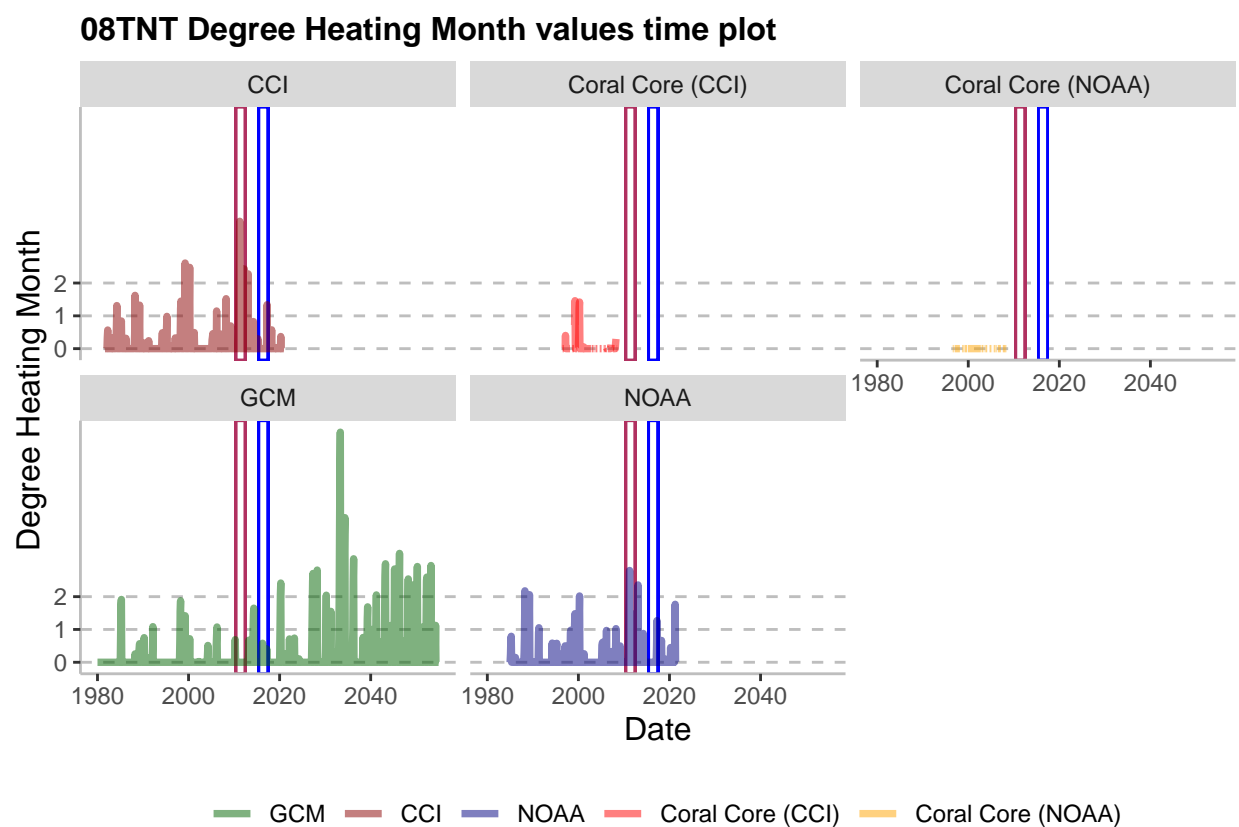 08TNT Degree Heating Month values time plot
CCI
Coral Core (CCI)
Coral Core (NOAA)
Degree Heating Month
2
1
0
1980 2000 2020 2040
GCM
NOAA
2
1
0
1980 2000 2020 2040
1980 2000 2020 2040
Date
GCM CCI NOAA Coral Core (CCI) Coral Core (NOAA)